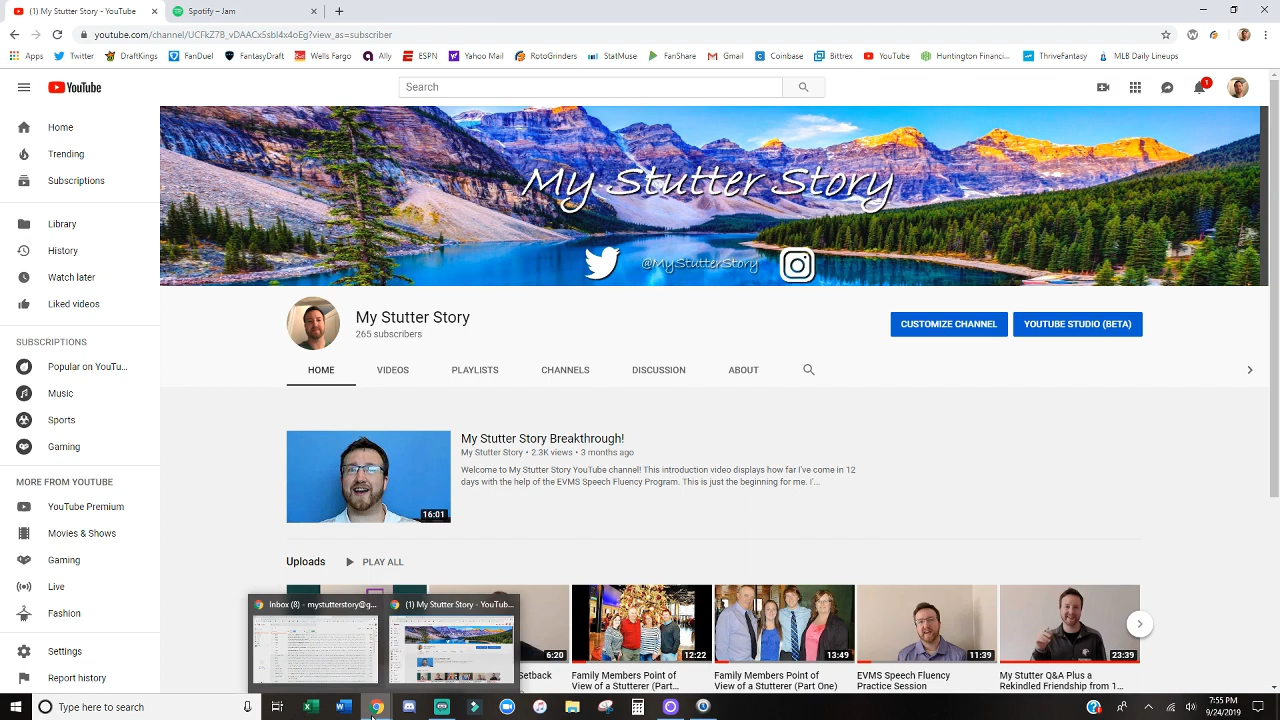 (1) My Stutter Story - YouTube
Spotify – Jam
youtube.com/channel/UCFkZ7B_vDAACx5sbl4x4oEg?view_as=subscriber
Apps Twitter DraftKings FanDuel Wells Fargo Ally ESPN Yahoo Mail RotoGrinders StatMuse FanShare Gmail Coinbase Bittrex YouTube Huntington Financi... ThriveFantasy MLB Daily Lineups
YouTube
Search
1
Home
Trending
Subscriptions
Library
History
Watch later
Liked videos
SUBSCRIPTIONS
Popular on YouTu...
Music
Sports
Gaming
MORE FROM YOUTUBE
YouTube Premium
Movies & Shows
Gaming
Live
Fashion
Settings
Report history
My Stutter Story
@MyStutterStory
My Stutter Story
265 subscribers
CUSTOMIZE CHANNEL
YOUTUBE STUDIO (BETA)
HOME VIDEOS PLAYLISTS CHANNELS DISCUSSION ABOUT
16:01
My Stutter Story Breakthrough!
My Stutter Story • 2.3K views • 3 months ago
Welcome to My Stutter Story YouTube channel! This introduction video displays how far I've come in 12
days with the help of the EVMS Speech Fluency Program. This is just the beginning for me. I'...
Uploads PLAY ALL
Inbox (8) - mystutterstory@g...
(1) My Stutter Story - YouTub...
6:20
12:22
13:49
11:39
23:39
Family Members Point of
View of a Stutterer (Part...
Family Members Point of
View of a Stutterer (Part...
EVMS Speech Fluency
Practice Session
My Stutter Q&A Plus a
Rekindled Friendship from 1...
Type here to search
7:55 PM
9/24/2019